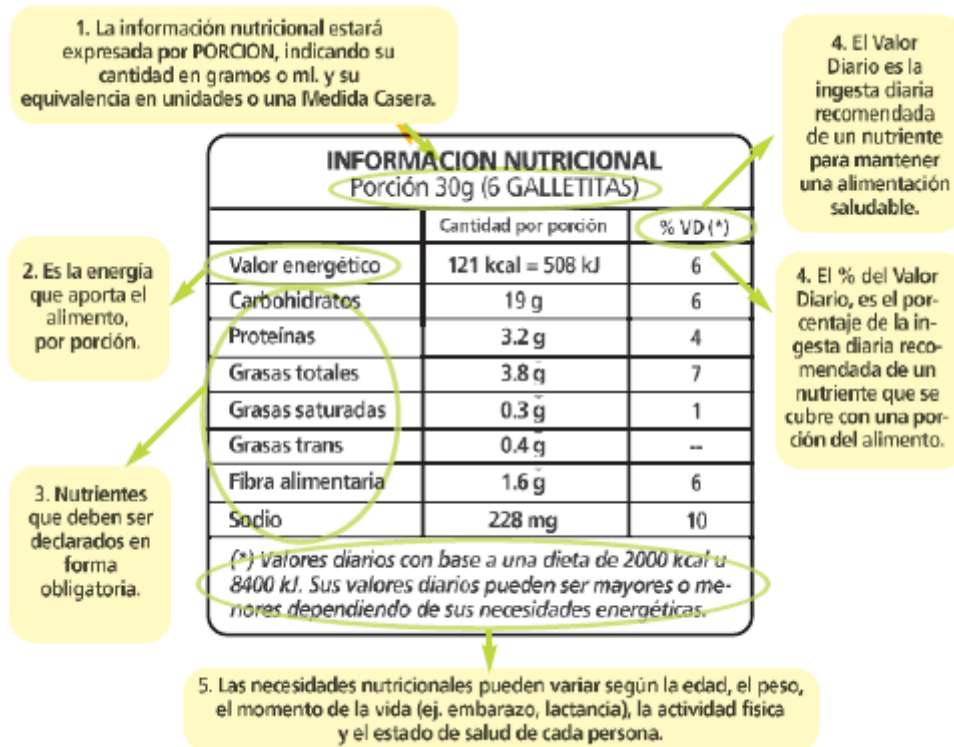 1. La información nutricional estará
expresada por PORCION, indicando su
cantidad en gramos o ml. y su
equivalencia en unidades o una Medida Casera.
4. El Valor
Diario es la
ingesta diaria
recomendada
de un nutriente
para mantener
una alimentación
saludable.
INFORMACION NUTRICIONAL
Porción 30g (6 GALLETITAS)
Cantidad por porción % VD (*)
Valor energético 121 kcal = 508 kJ 6
Carbohidratos 19 g 6
Proteínas 3.2 g 4
Grasas totales 3.8 g 7
Grasas saturadas 0.3 g 1
Grasas trans 0.4 g --
Fibra alimentaria 1.6 g 6
Sodio 228 mg 10
(*) Valores diarios con base a una dieta de 2000 kcal u
8400 kJ. Sus valores diarios pueden ser mayores o me-
nores dependiendo de sus necesidades energéticas.
2. Es la energía
que aporta el
alimento,
por porción.
3. Nutrientes
que deben ser
declarados en
forma
obligatoria.
4. El % del Valor
Diario, es el por-
centaje de la in-
gesta diaria reco-
mendada de un
nutriente que se
cubre con una por-
ción del alimento.
5. Las necesidades nutricionales pueden variar según la edad, el peso,
el momento de la vida (ej. embarazo, lactancia), la actividad física
y el estado de salud de cada persona.